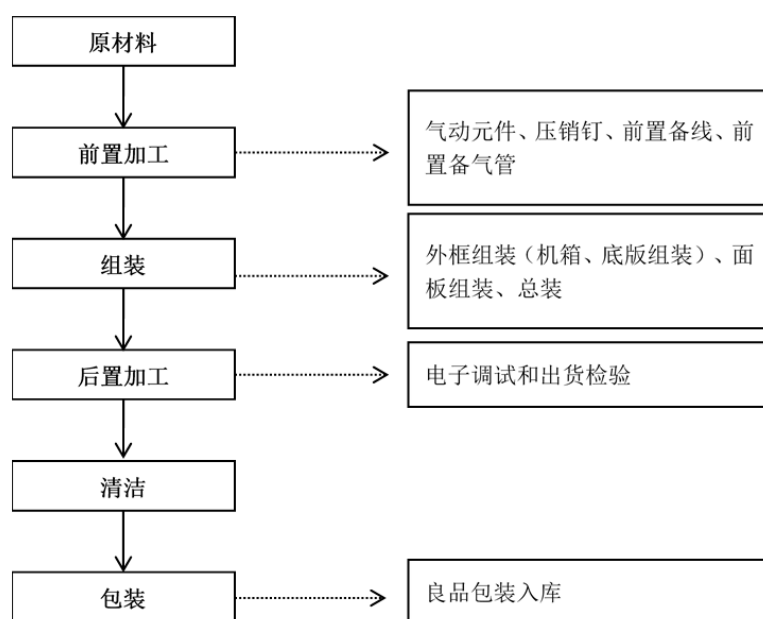 原材料
前置加工
气动元件、压销钉、前置备线、前
置备气管
组装
外框组装（机箱、底版组装）、面
板组装、总装
后置加工
电子调试和出货检验
清洁
包装
良品包装入库